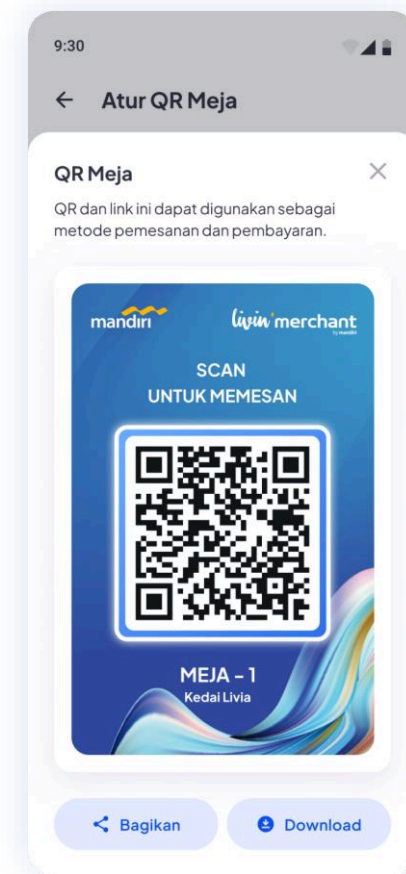 9:30
Atur QR Meja
QR Meja
QR dan link ini dapat digunakan sebagai
metode pemesanan dan pembayaran.
mandiri
livin' merchant
by mandiri
SCAN
UNTUK MEMESAN
MEJA – 1
Kedai Livia
Bagikan
Download